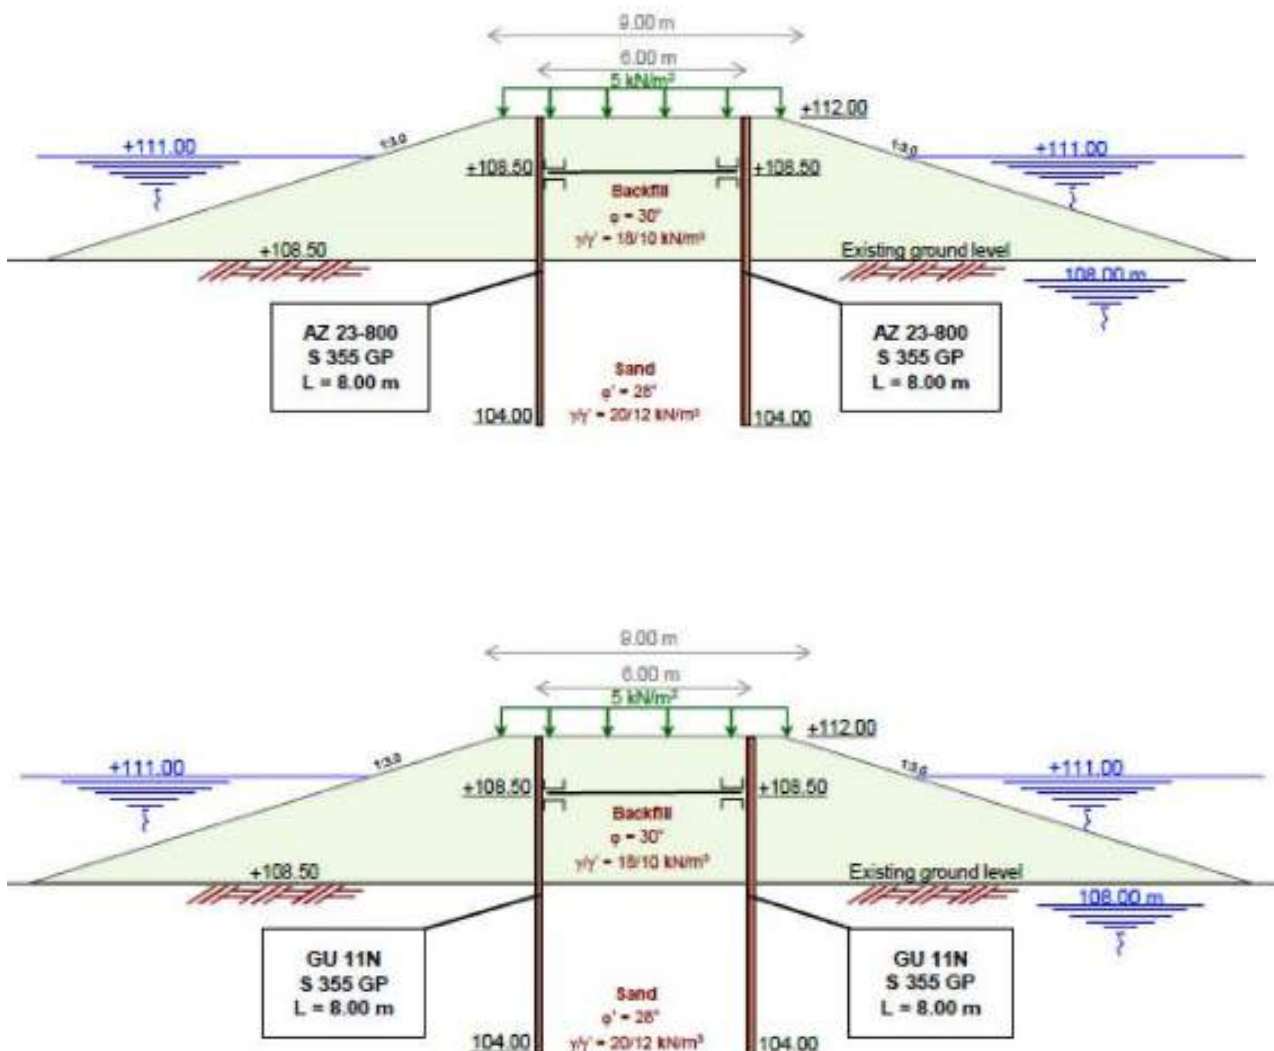 9.00 m
6.00 m
5 kN/m²
+112.00
1:3,0
1:3,0
+111.00
+111.00
+108.50
+108.50
Backfill
φ = 30°
γ/γ' = 18/10 kN/m³
+108.50
Existing ground level
108.00 m
AZ 23-800
S 355 GP
L = 8.00 m
AZ 23-800
S 355 GP
L = 8.00 m
Sand
φ' = 28°
γ/γ' = 20/12 kN/m³
104.00
104.00
9.00 m
6.00 m
5 kN/m²
+112.00
1:3,0
1:3,0
+111.00
+111.00
+108.50
+108.50
Backfill
φ = 30°
γ/γ' = 18/10 kN/m³
+108.50
Existing ground level
108.00 m
GU 11N
S 355 GP
L = 8.00 m
GU 11N
S 355 GP
L = 8.00 m
Sand
φ' = 28°
γ/γ' = 20/12 kN/m³
104.00
104.00